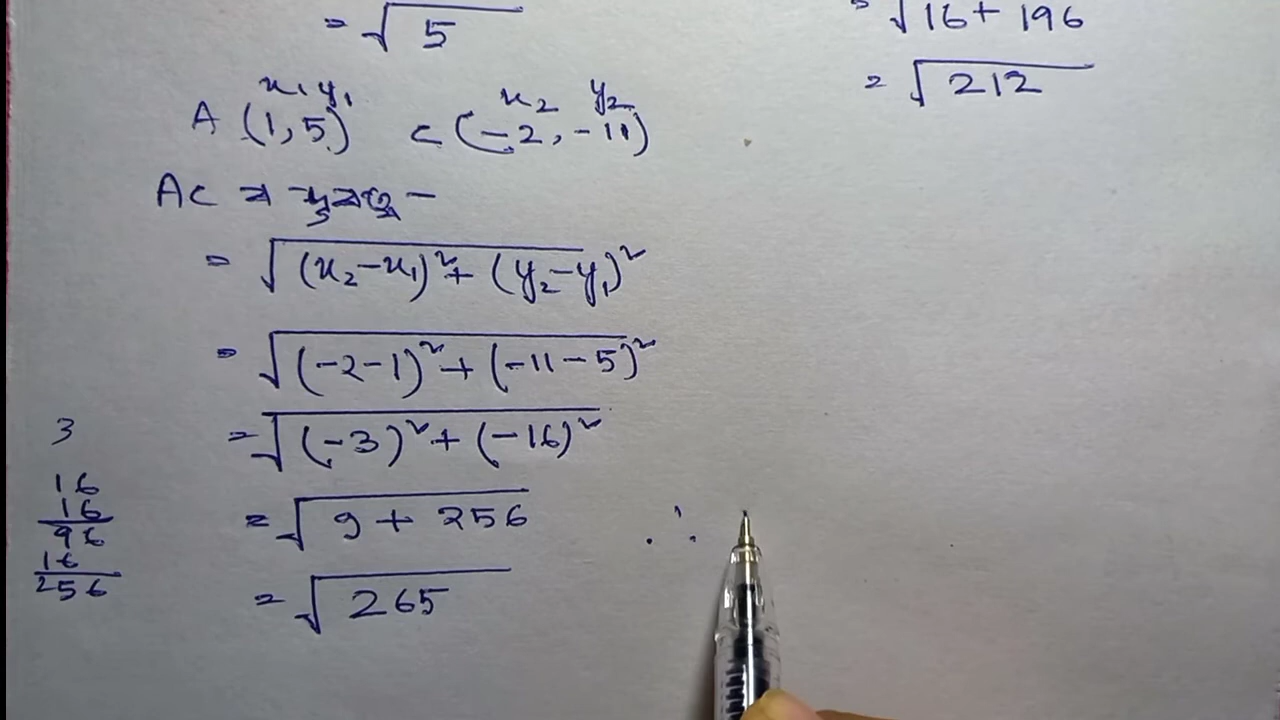 = √5
x₁ y₁ x₂ y₂
A (1, 5) C (-2, -11)
AC
= √(x₂-x₁)² + (y₂-y₁)²
= √(-2-1)² + (-11-5)²
= √(-3)² + (-16)²
= √9 + 256
= √265
3
16
16
96
16
256
= √16 + 196
= √212
∴